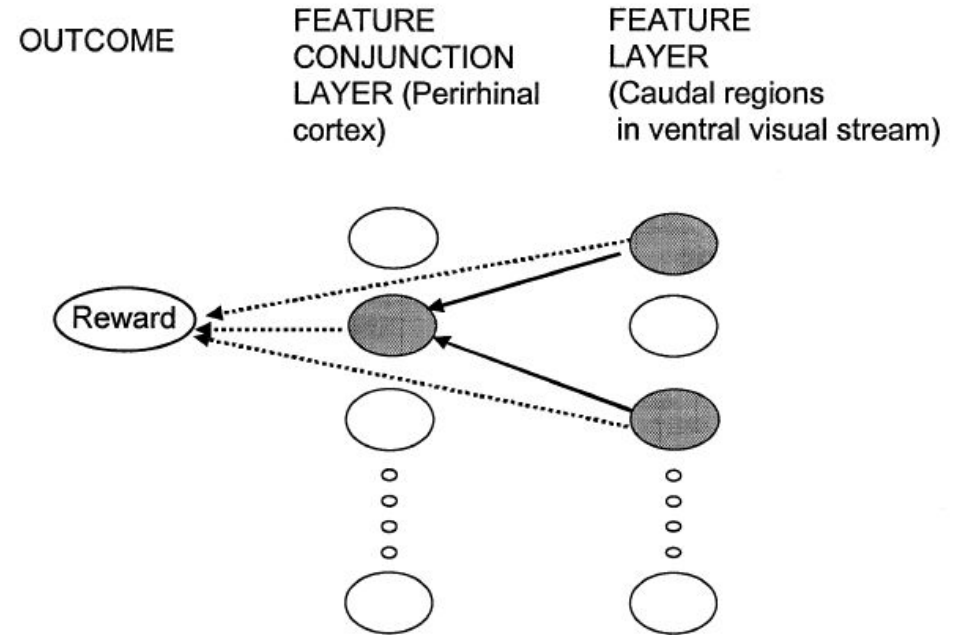 OUTCOME
FEATURE
CONJUNCTION
LAYER (Perirhinal
cortex)
FEATURE
LAYER
(Caudal regions
in ventral visual stream)
Reward